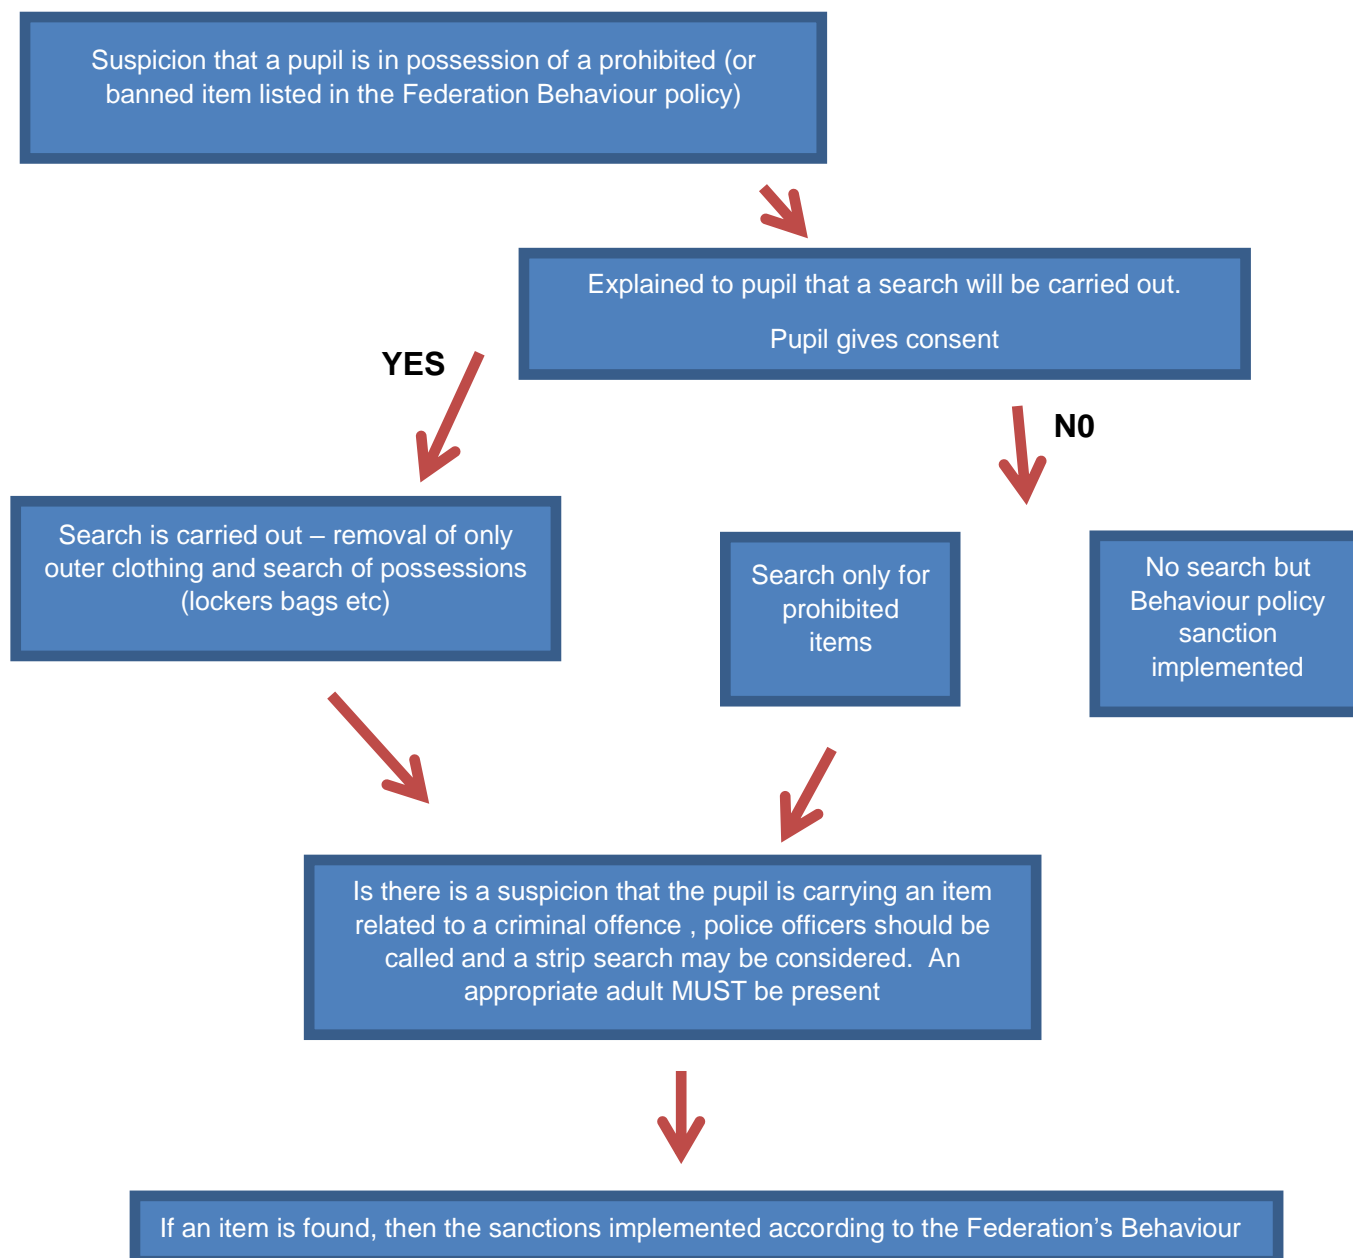 Suspicion that a pupil is in possession of a prohibited (or
banned item listed in the Federation Behaviour policy)
Explained to pupil that a search will be carried out.
Pupil gives consent
YES
N0
Search is carried out – removal of only
outer clothing and search of possessions
(lockers bags etc)
Search only for
prohibited
items
No search but
Behaviour policy
sanction
implemented
Is there is a suspicion that the pupil is carrying an item
related to a criminal offence , police officers should be
called and a strip search may be considered.  An
appropriate adult MUST be present
If an item is found, then the sanctions implemented according to the Federation’s Behaviour